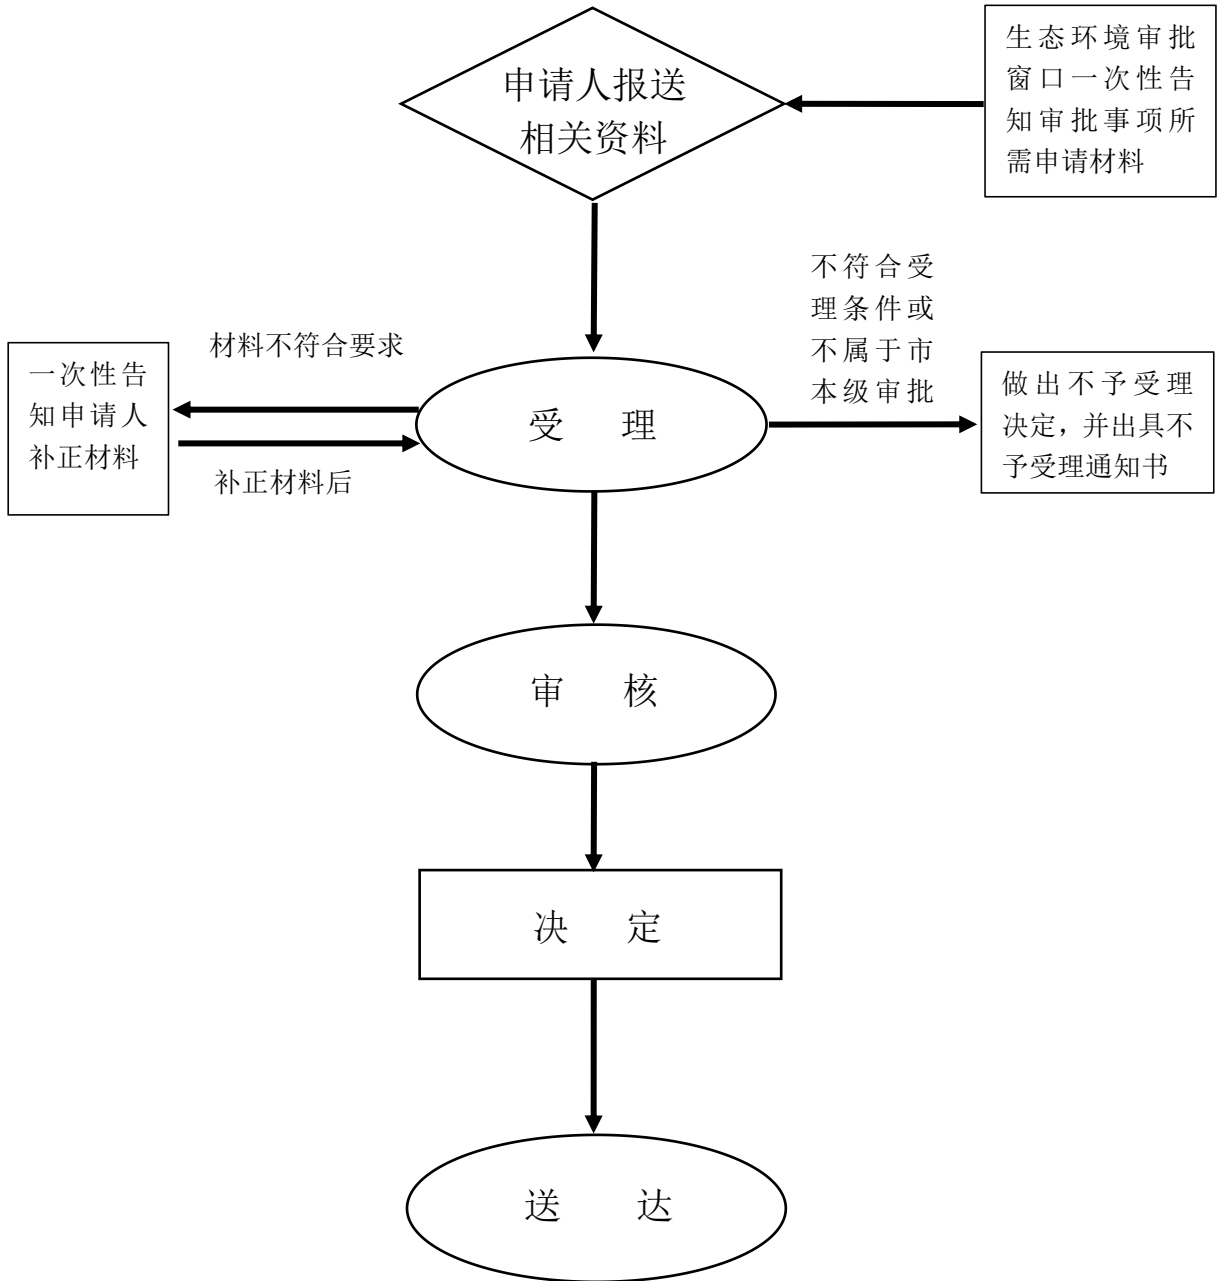 申请人报送
相关资料
生态环境审批
窗口一次性告
知审批事项所
需申请材料
不符合受
理条件或
不属于市
本级审批
材料不符合要求
一次性告
知申请人
补正材料
补正材料后
受 理
做出不予受理
决定，并出具不
予受理通知书
审 核
决 定
送 达